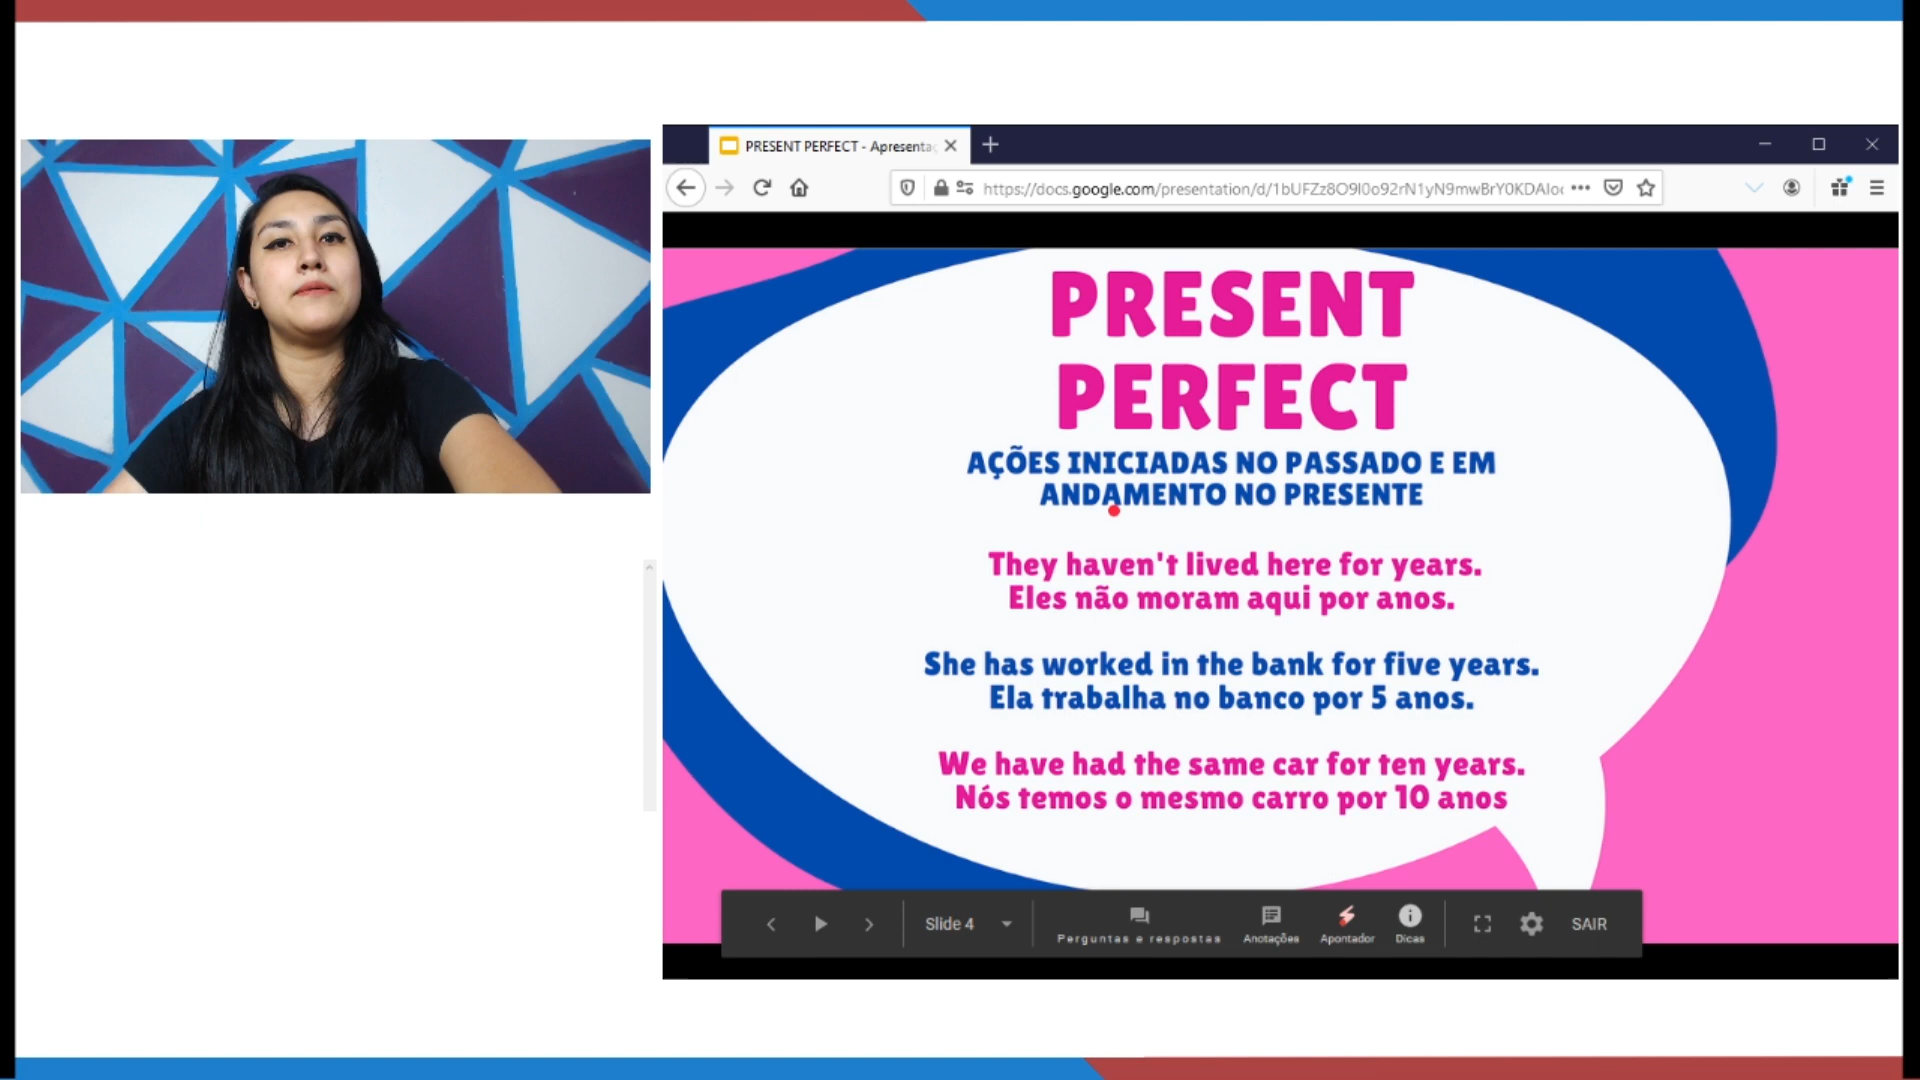 PRESENT PERFECT - Apresenta
https://docs.google.com/presentation/d/1bUFZz8O9l0o92rN1yN9mwBrY0KDAlo
PRESENT
PERFECT
AÇÕES INICIADAS NO PASSADO E EM
ANDAMENTO NO PRESENTE
They haven't lived here for years.
Eles não moram aqui por anos.
She has worked in the bank for five years.
Ela trabalha no banco por 5 anos.
We have had the same car for ten years.
Nós temos o mesmo carro por 10 anos
Slide 4
Perguntas e respostas
Anotações
Apontador
Dicas
SAIR